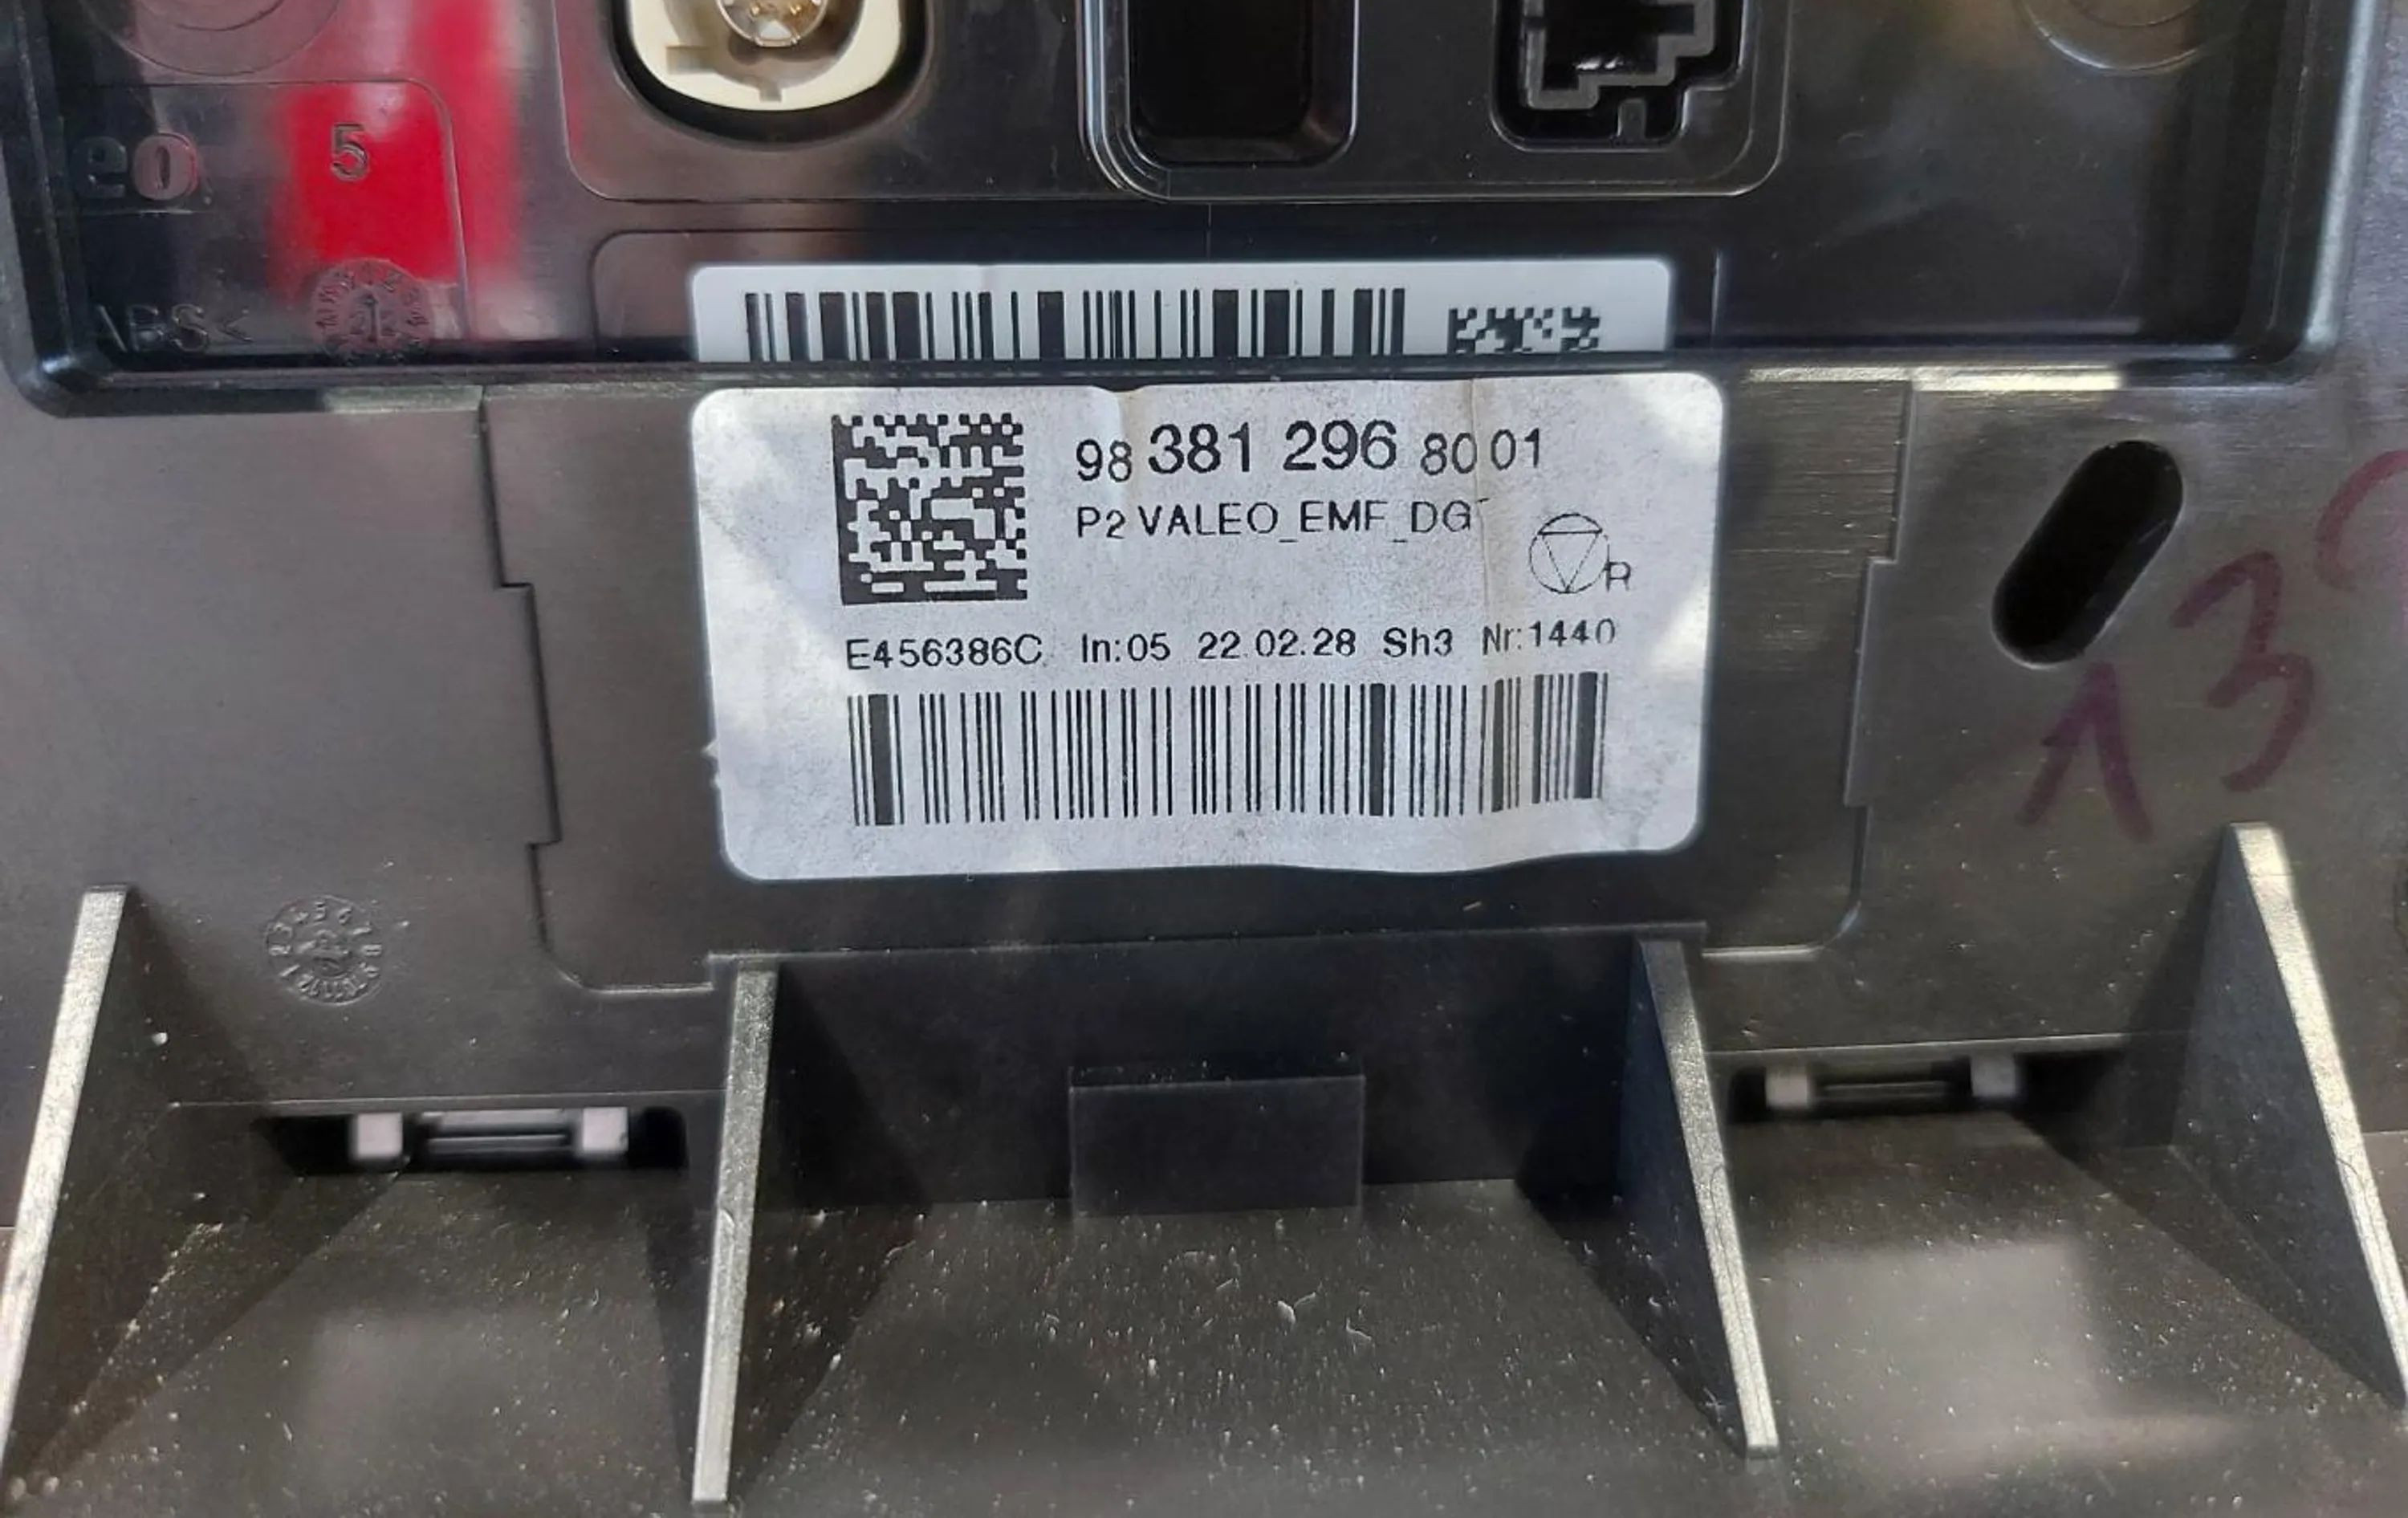 eo
5
ABS<
98 381 296 80 01
P2 VALEO_EMF_DGT
R
E456386C In:05 22.02.28 Sh3 Nr:1440
13